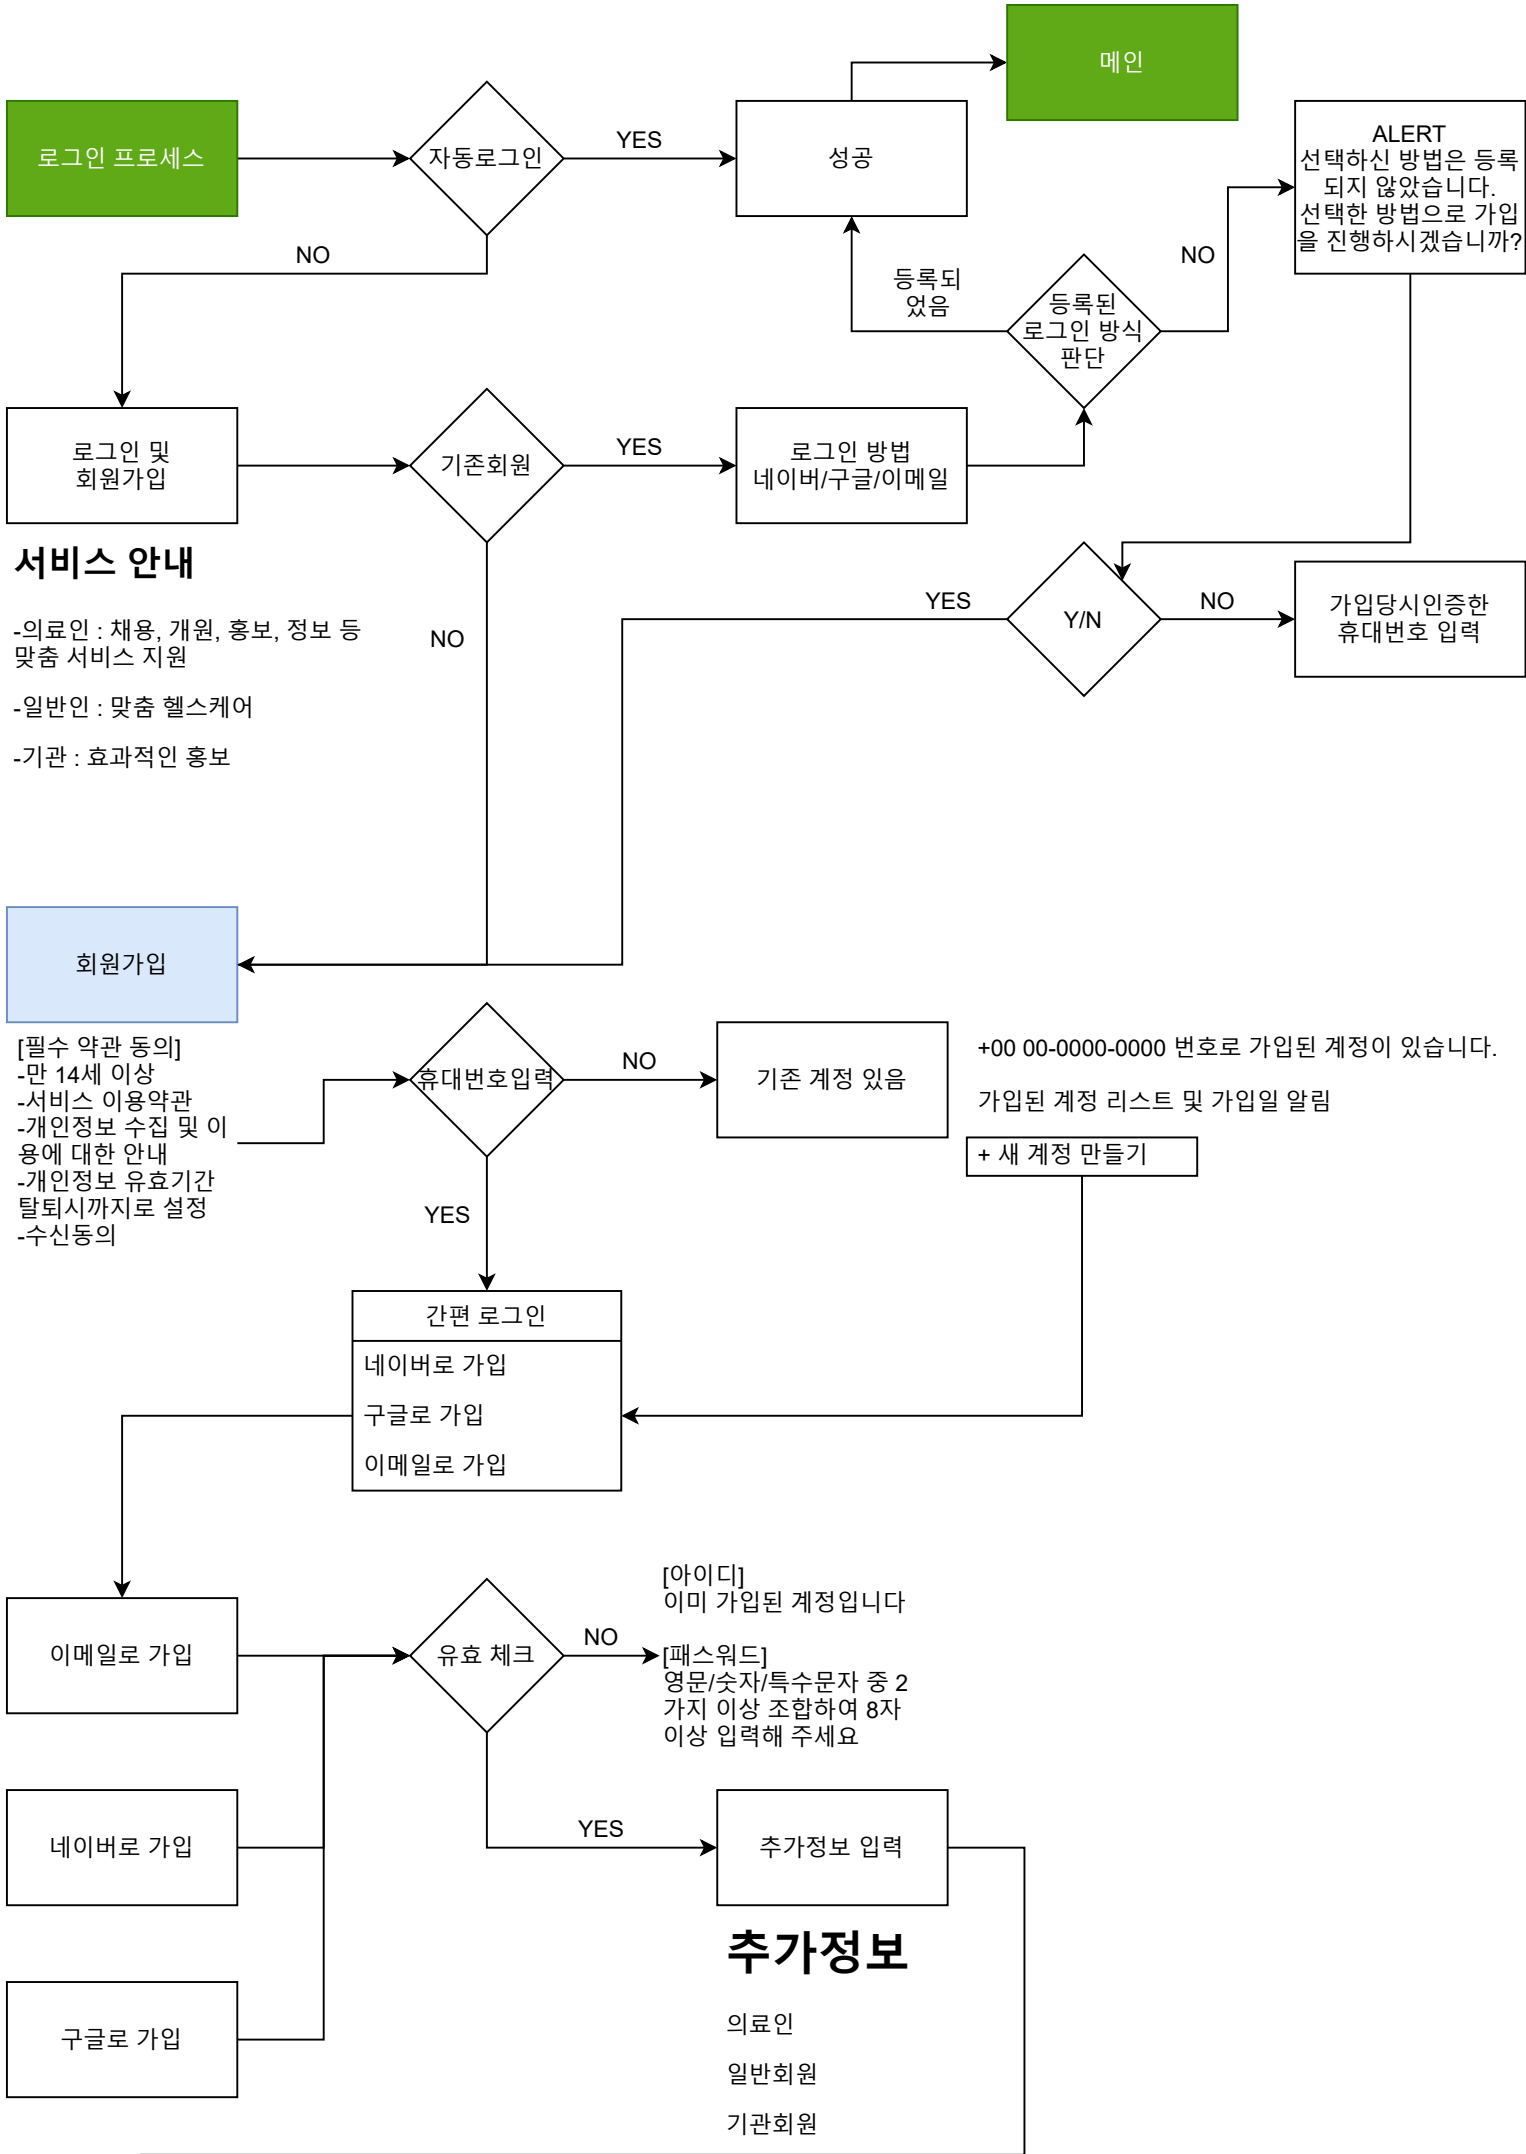 메인
로그인 프로세스
자동로그인
YES
성공
ALERT
선택하신 방법은 등록
되지 않았습니다.
선택한 방법으로 가입
을 진행하시겠습니까?
NO
NO
등록되
었음
등록된
로그인 방식
판단
로그인 및
회원가입
기존회원
YES
로그인 방법
네이버/구글/이메일
서비스 안내
-의료인 : 채용, 개원, 홍보, 정보 등
맞춤 서비스 지원
-일반인 : 맞춤 헬스케어
-기관 : 효과적인 홍보
NO
YES
Y/N
NO
가입당시인증한
휴대번호 입력
회원가입
[필수 약관 동의]
-만 14세 이상
-서비스 이용약관
-개인정보 수집 및 이
용에 대한 안내
-개인정보 유효기간
탈퇴시까지로 설정
-수신동의
휴대번호입력
NO
기존 계정 있음
+00 00-0000-0000 번호로 가입된 계정이 있습니다.
가입된 계정 리스트 및 가입일 알림
+ 새 계정 만들기
YES
간편 로그인
네이버로 가입
구글로 가입
이메일로 가입
이메일로 가입
유효 체크
NO
[아이디]
이미 가입된 계정입니다
[패스워드]
영문/숫자/특수문자 중 2
가지 이상 조합하여 8자
이상 입력해 주세요
네이버로 가입
YES
추가정보 입력
추가정보
구글로 가입
의료인
일반회원
기관회원